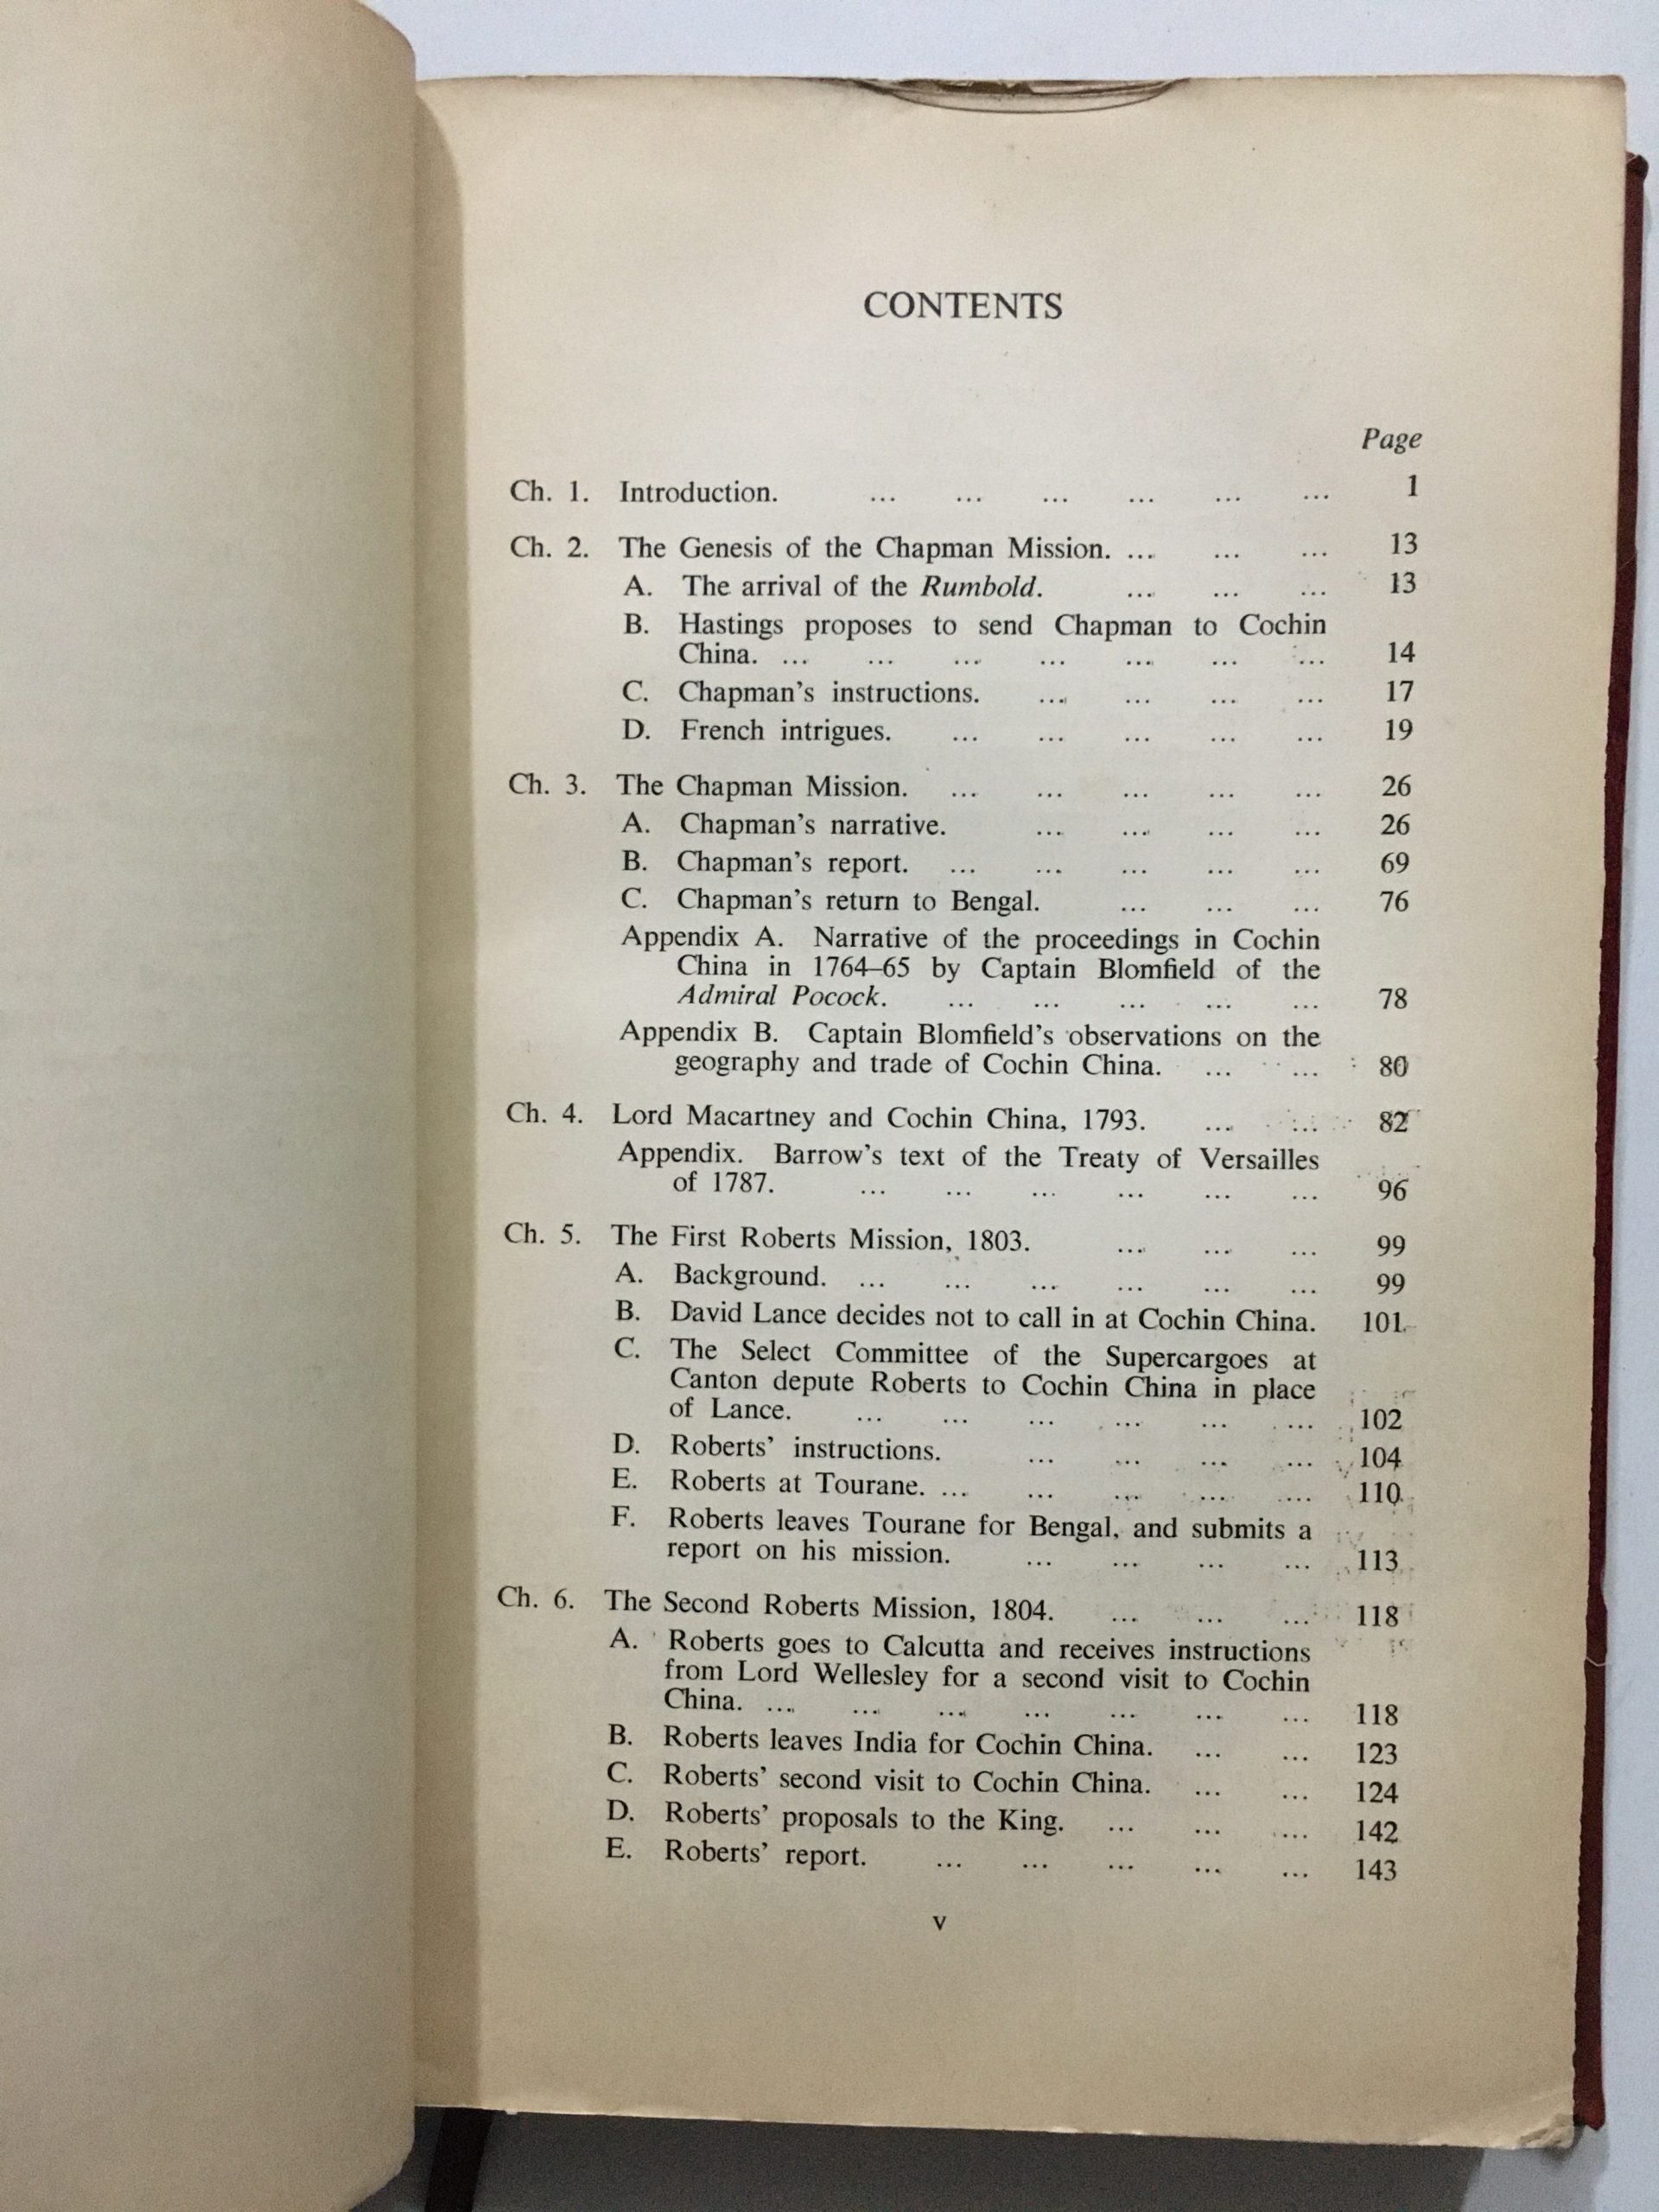 CONTENTS
Page
Ch. 1. Introduction. ... ... ... ... ... ... 1
Ch. 2. The Genesis of the Chapman Mission. ... ... ... 13
A. The arrival of the Rumbold. ... ... ... 13
B. Hastings proposes to send Chapman to Cochin
China. ... ... ... ... ... ... ... 14
C. Chapman's instructions. ... ... ... ... 17
D. French intrigues. ... ... ... ... ... 19
Ch. 3. The Chapman Mission. ... ... ... ... ... 26
A. Chapman's narrative. ... ... ... ... 26
B. Chapman's report. ... ... ... ... ... 69
C. Chapman's return to Bengal. ... ... ... 76
Appendix A. Narrative of the proceedings in Cochin
China in 1764–65 by Captain Blomfield of the
Admiral Pocock. ... ... ... ... ... 78
Appendix B. Captain Blomfield's observations on the
geography and trade of Cochin China. ... ... 80
Ch. 4. Lord Macartney and Cochin China, 1793. ... ... 82
Appendix. Barrow's text of the Treaty of Versailles
of 1787. ... ... ... ... ... ... 96
Ch. 5. The First Roberts Mission, 1803. ... ... ... 99
A. Background. ... ... ... ... ... ... 99
B. David Lance decides not to call in at Cochin China. 101
C. The Select Committee of the Supercargoes at
Canton depute Roberts to Cochin China in place
of Lance. ... ... ... ... ... ... 102
D. Roberts' instructions. ... ... ... ... 104
E. Roberts at Tourane. ... ... ... ... ... 110
F. Roberts leaves Tourane for Bengal, and submits a
report on his mission. ... ... ... ... 113
Ch. 6. The Second Roberts Mission, 1804. ... ... ... 118
A. Roberts goes to Calcutta and receives instructions
from Lord Wellesley for a second visit to Cochin
China. ... ... ... ... ... ... ... 118
B. Roberts leaves India for Cochin China. ... ... 123
C. Roberts' second visit to Cochin China. ... ... 124
D. Roberts' proposals to the King. ... ... ... 142
E. Roberts' report. ... ... ... ... ... 143
v